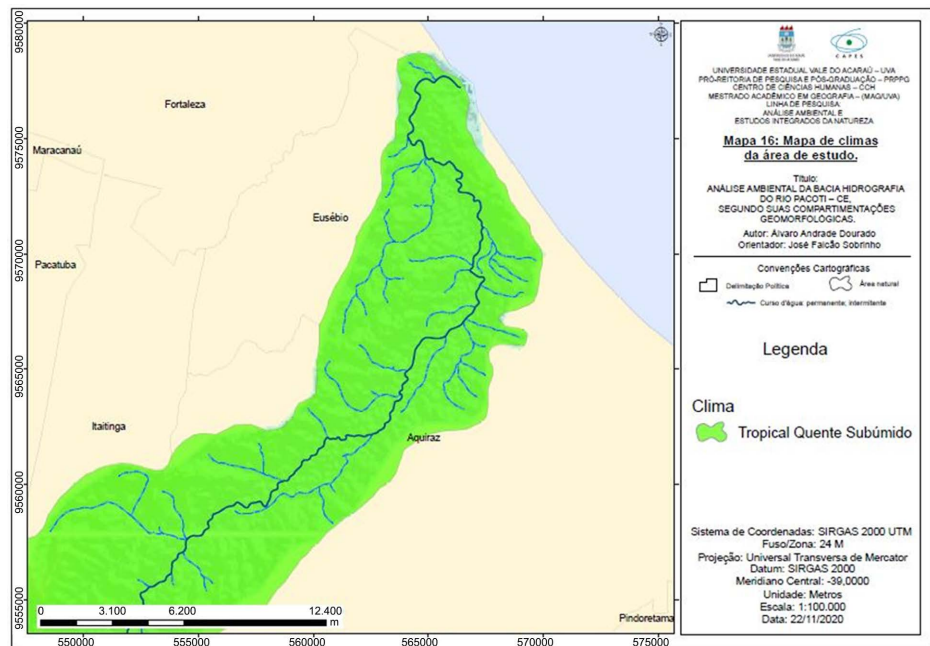 9580000
9575000
9570000
9565000
9560000
9555000
Fortaleza
Maracanaú
Eusébio
Pacatuba
Itaitinga
Aquiraz
Pindoretama
0 3.100 6.200 12.400
m
550000 555000 560000 565000 570000 575000
CAPES
UNIVERSIDADE ESTADUAL VALE DO ACARAÚ – UVA
PRÓ-REITORIA DE PESQUISA E PÓS-GRADUAÇÃO – PRPPG
CENTRO DE CIÊNCIAS HUMANAS – CCH
MESTRADO ACADÊMICO EM GEOGRAFIA – (MAG/UVA)
LINHA DE PESQUISA:
ANÁLISE AMBIENTAL E
ESTUDOS INTEGRADOS DA NATUREZA
Mapa 16: Mapa de climas
da área de estudo.
Título:
ANÁLISE AMBIENTAL DA BACIA HIDROGRAFIA
DO RIO PACOTI – CE,
SEGUNDO SUAS COMPARTIMENTAÇÕES
GEOMORFOLÓGICAS.
Autor: Álvaro Andrade Dourado
Orientador: José Falcão Sobrinho
Convenções Cartográficas
Delimitação Política
Área natural
Curso d'água: permanente; intermitente
Legenda
Clima
Tropical Quente Subúmido
Sistema de Coordenadas: SIRGAS 2000 UTM
Fuso/Zona: 24 M
Projeção: Universal Transversa de Mercator
Datum: SIRGAS 2000
Meridiano Central: -39,0000
Unidade: Metros
Escala: 1:100.000
Data: 22/11/2020